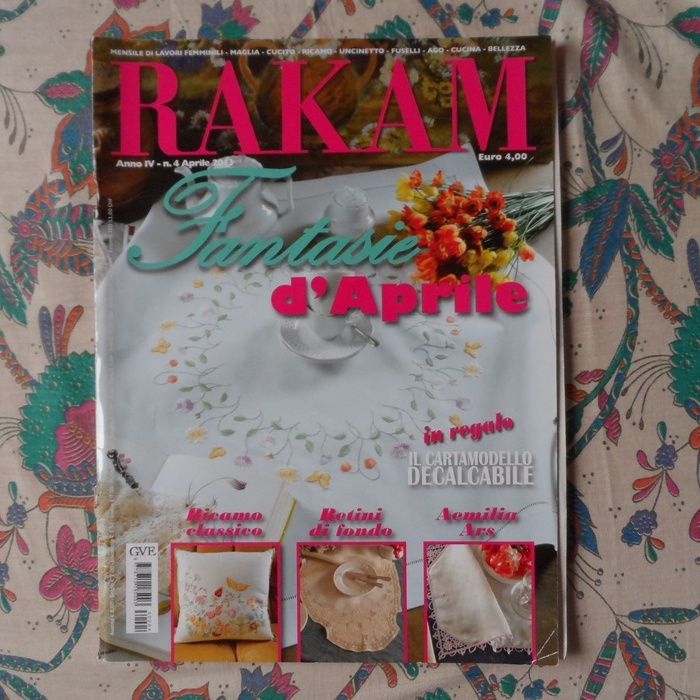 MENSILE DI LAVORI FEMMINILI - MAGLIA - CUCITO - RICAMO - UNCINETTO - FUSELLI - AGO - CUCINA - BELLEZZA
RAKAM
Anno IV - n. 4 Aprile 2013
Euro 4,00
Fantasie
d'Aprile
in regalo
IL CARTAMODELLO
DECALCABILE
Ricamo
classico
Retini
di fondo
Aemilia
Ars
GVE